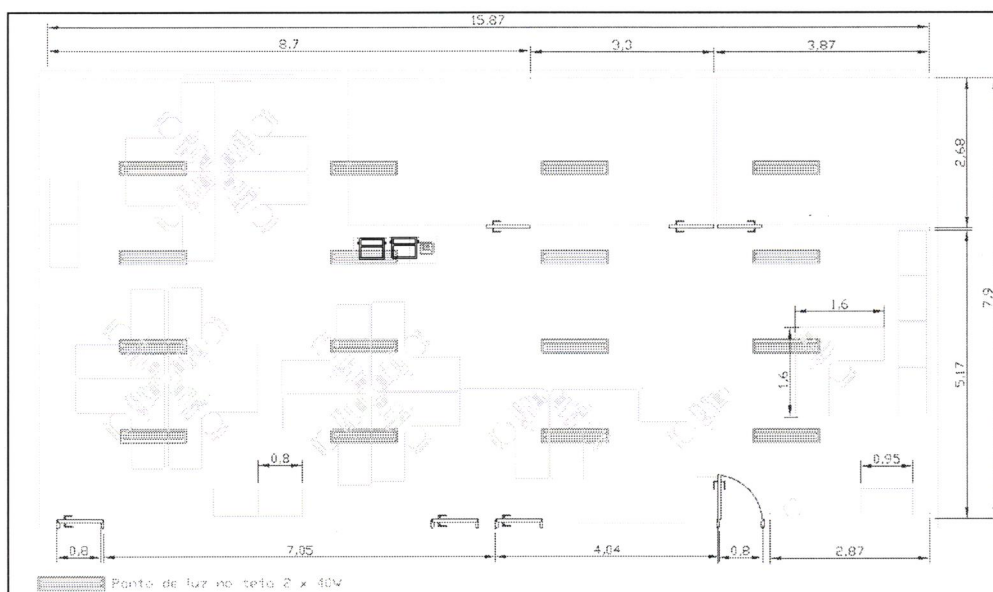 15.87
8.7 3,3 3,87
2,68
1,6
7,9
1,6
5,17
0,8 0,95
0,8 7,05 4,04 0,8 2,87
Ponto de luz no teto 2 x 40W